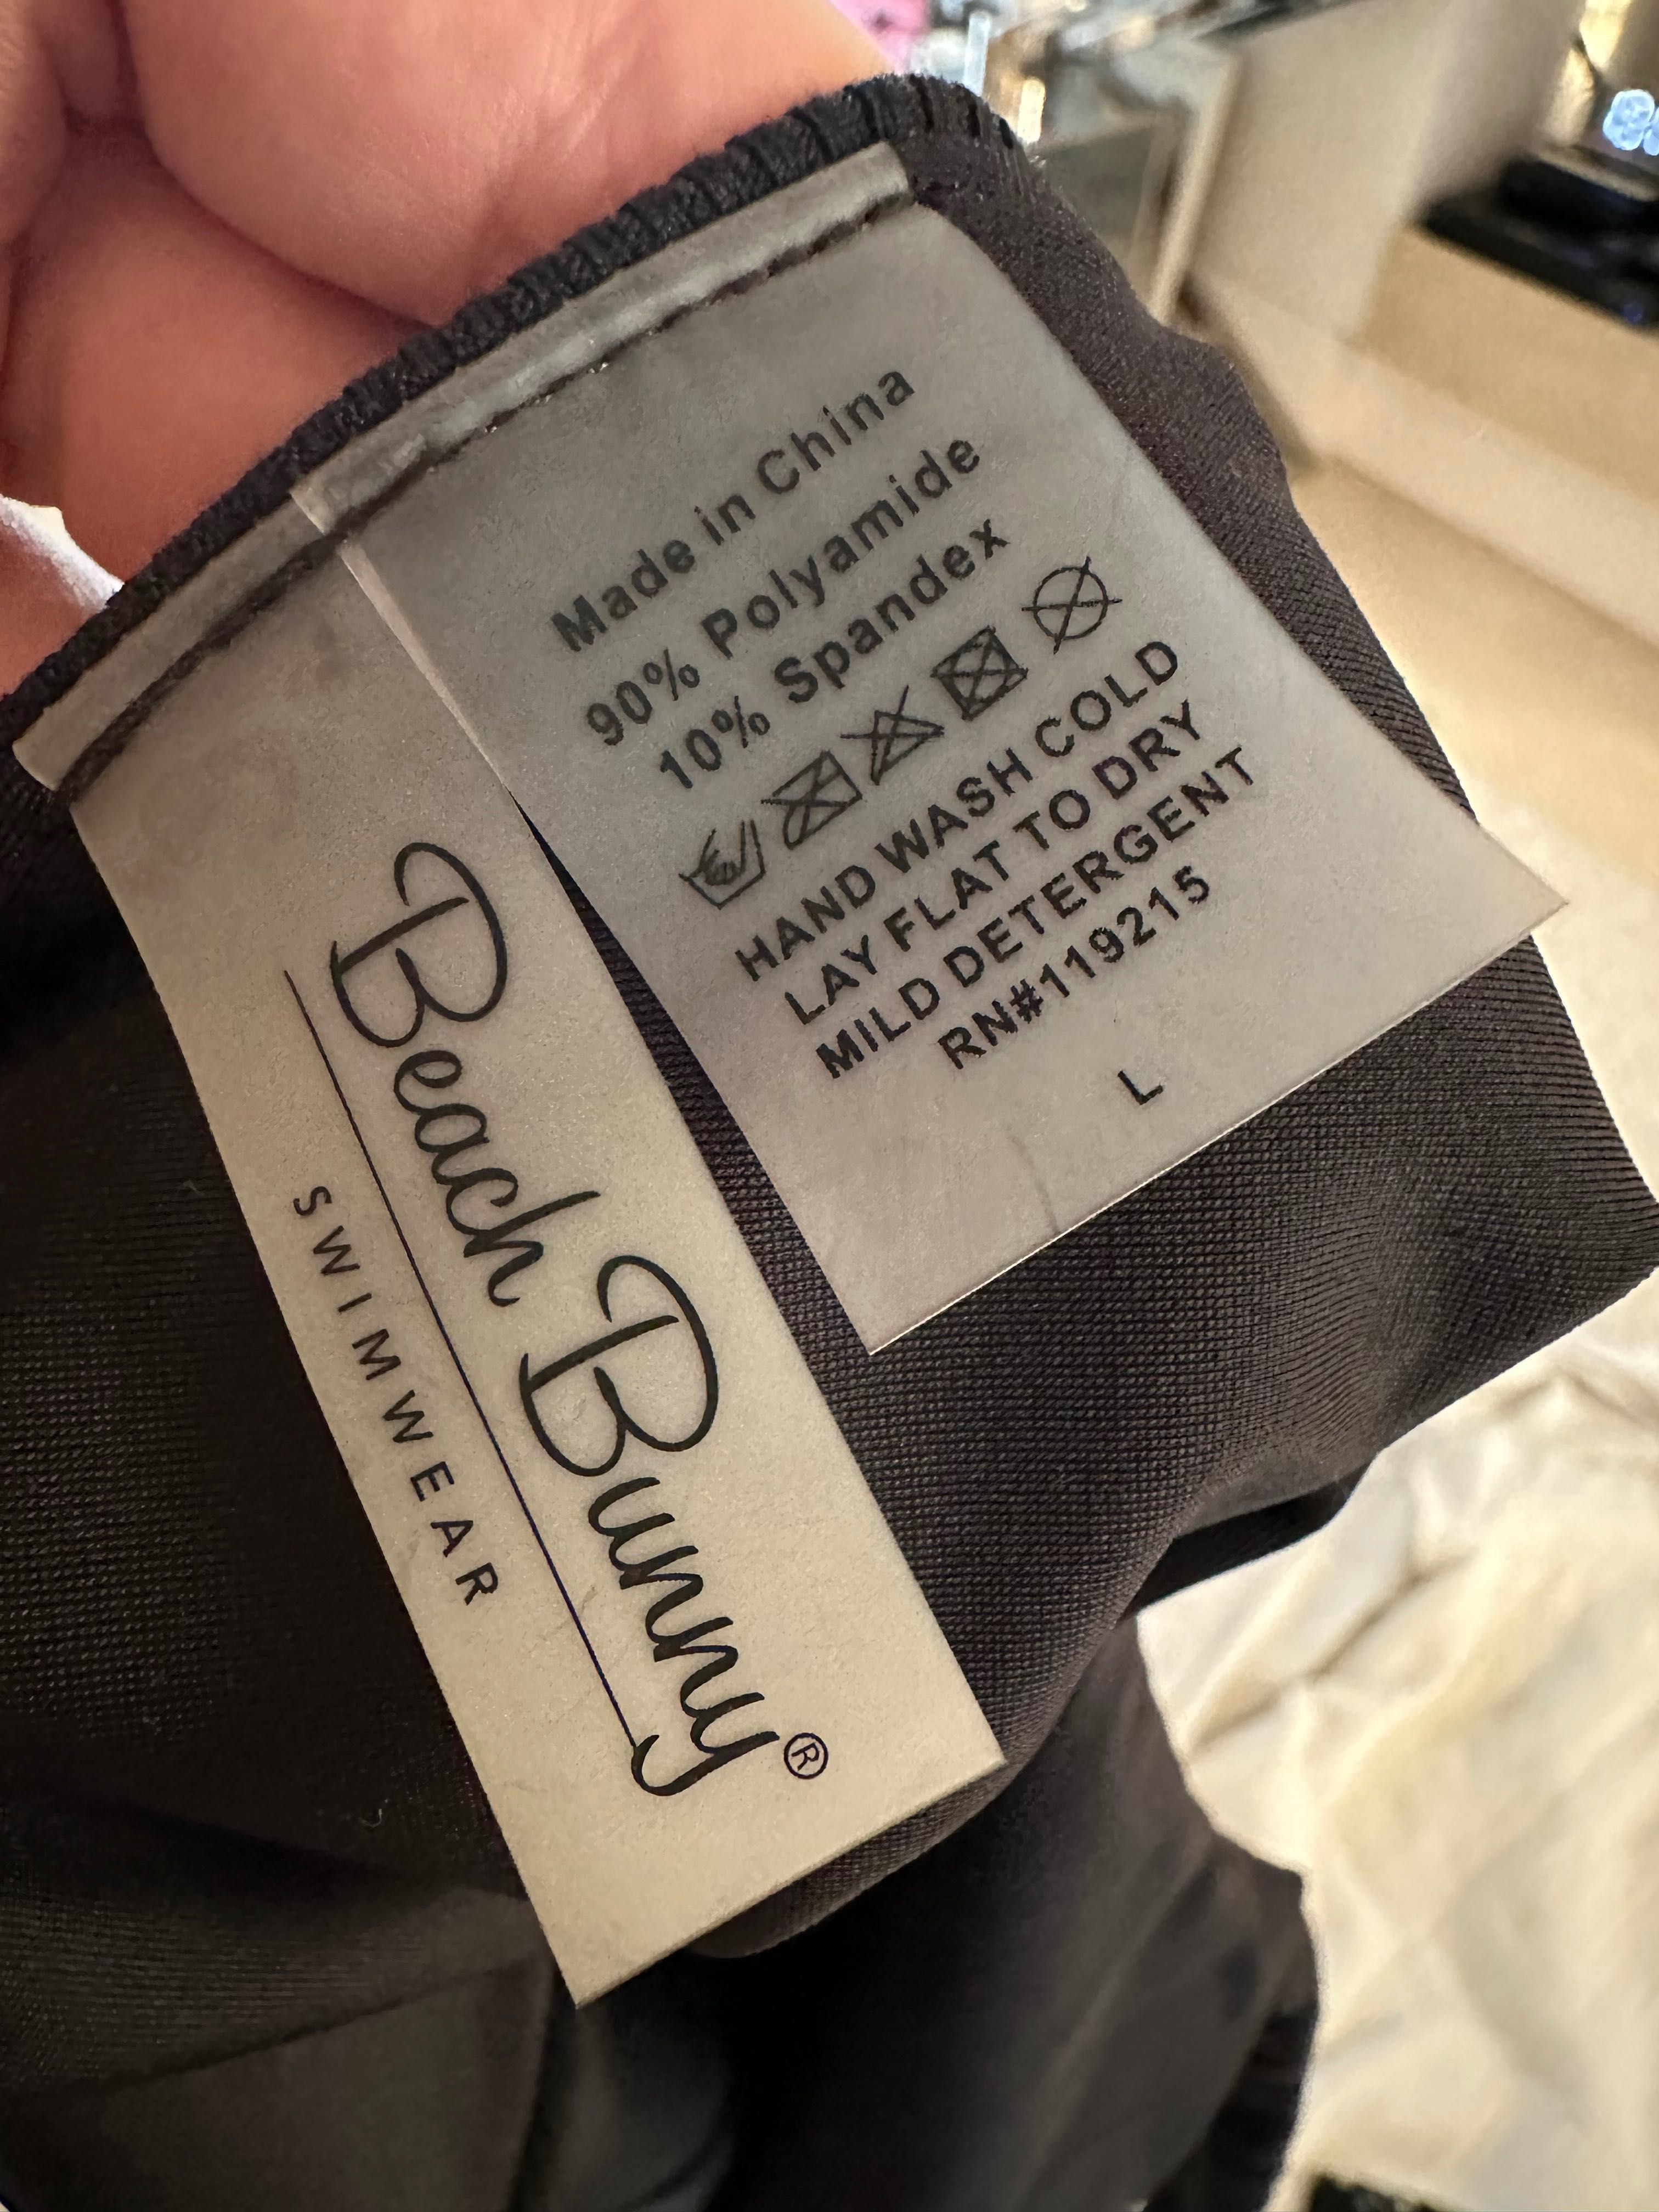 Made in China
90% Polyamide
10% Spandex
HAND WASH COLD
LAY FLAT TO DRY
MILD DETERGENT
RN#119215
L
Beach Bunny®
SWIMWEAR